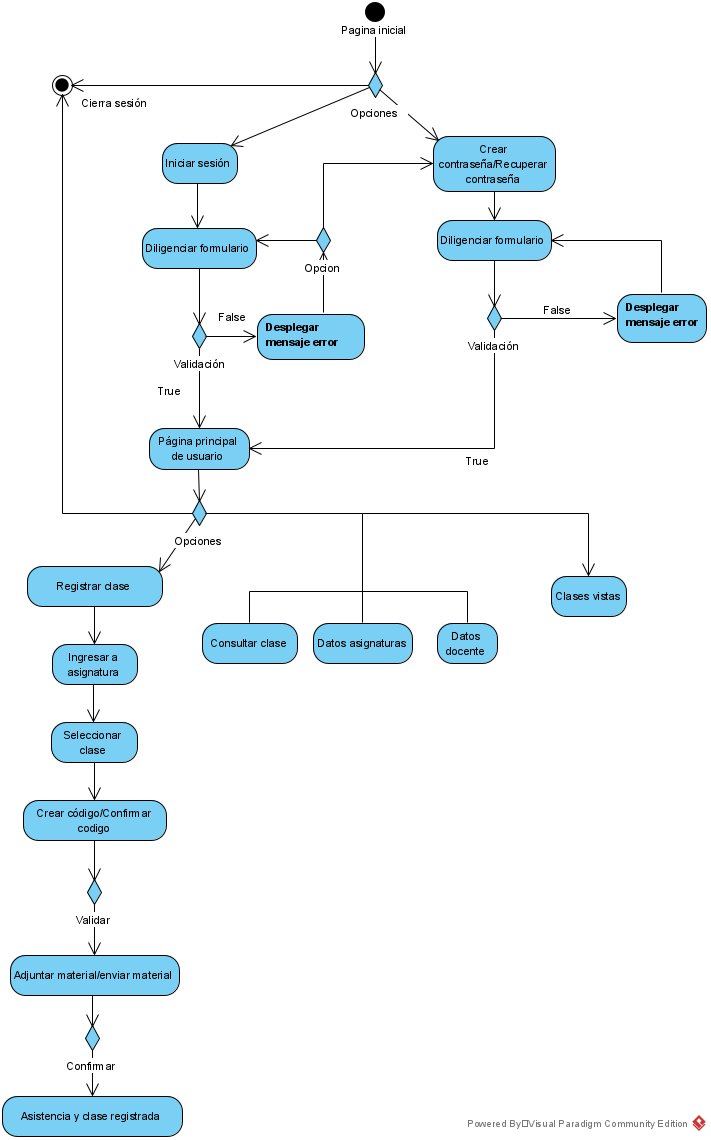 Pagina inicial
Cierra sesión
Opciones
Iniciar sesión
Crear
contraseña/Recuperar
contraseña
Diligenciar formulario
Opcion
Diligenciar formulario
False
Desplegar
mensaje error
Validación
True
False
Desplegar
mensaje error
Validación
True
Página principal
de usuario
Opciones
Registrar clase
Clases vistas
Consultar clase
Datos asignaturas
Datos
docente
Ingresar a
asignatura
Seleccionar
clase
Crear código/Confirmar
codigo
Validar
Adjuntar material/enviar material
Confirmar
Asistencia y clase registrada
Powered By Visual Paradigm Community Edition